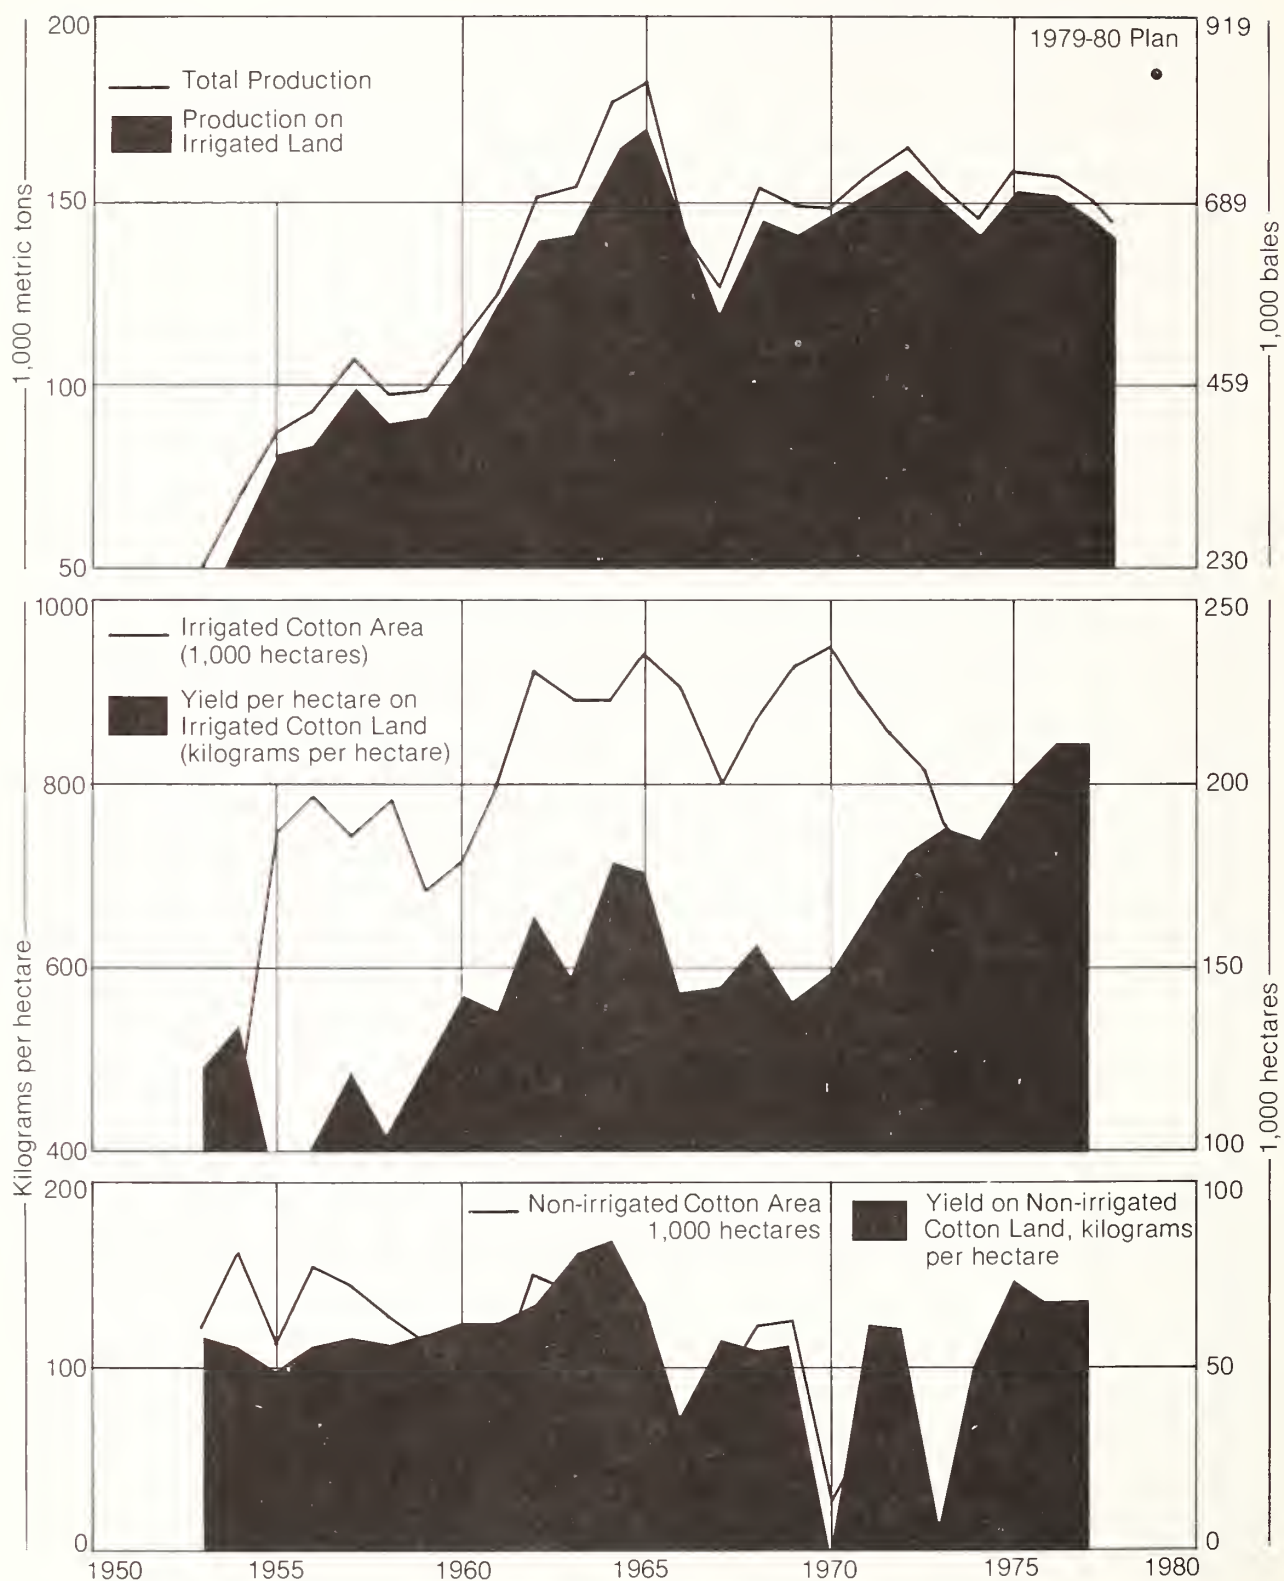 200
919
1979-80 Plan
Total Production
Production on
Irrigated Land
150
689
1,000 metric tons
1,000 bales
100
459
50
230
1000
250
Irrigated Cotton Area
(1,000 hectares)
Yield per hectare on
Irrigated Cotton Land
(kilograms per hectare)
800
200
600
150
Kilograms per hectare
1,000 hectares
400
100
200
100
Non-irrigated Cotton Area
1,000 hectares
Yield on Non-irrigated
Cotton Land, kilograms
per hectare
100
50
0
0
1950
1955
1960
1965
1970
1975
1980